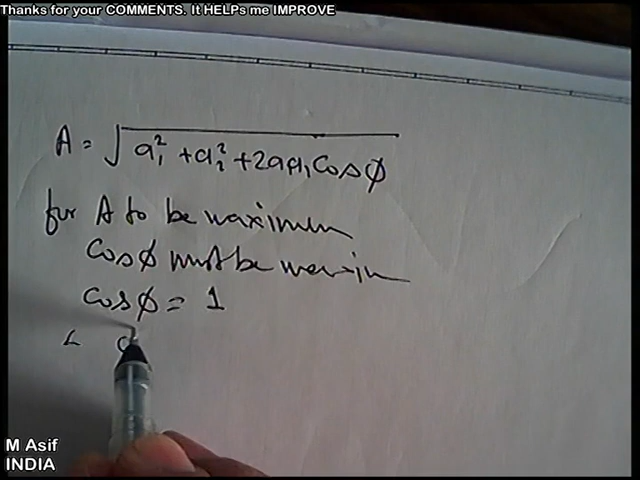 Thanks for your COMMENTS. It HELPs me IMPROVE
A = √a₁² + a₂² + 2a₁a₂ Cos ϕ
for A to be maximum
Cos ϕ must be maxim
Cos ϕ = 1
M Asif
INDIA